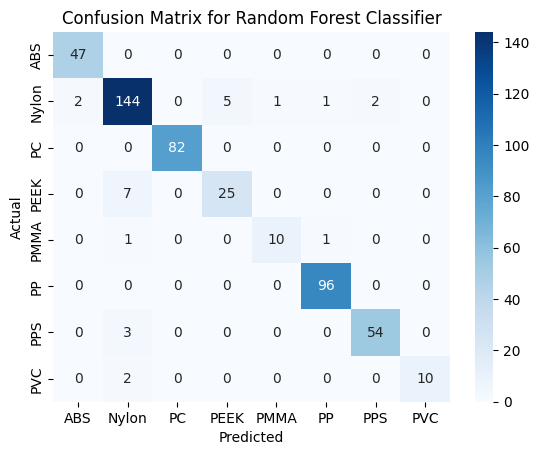 Confusion Matrix for Random Forest Classifier
ABS 47 0 0 0 0 0 0 0
Nylon 2 144 0 5 1 1 2 0
PC 0 0 82 0 0 0 0 0
PEEK 0 7 0 25 0 0 0 0
PMMA 0 1 0 0 10 1 0 0
PP 0 0 0 0 0 96 0 0
PPS 0 3 0 0 0 0 54 0
PVC 0 2 0 0 0 0 0 10
ABS Nylon PC PEEK PMMA PP PPS PVC
Actual
Predicted
140
120
100
80
60
40
20
0